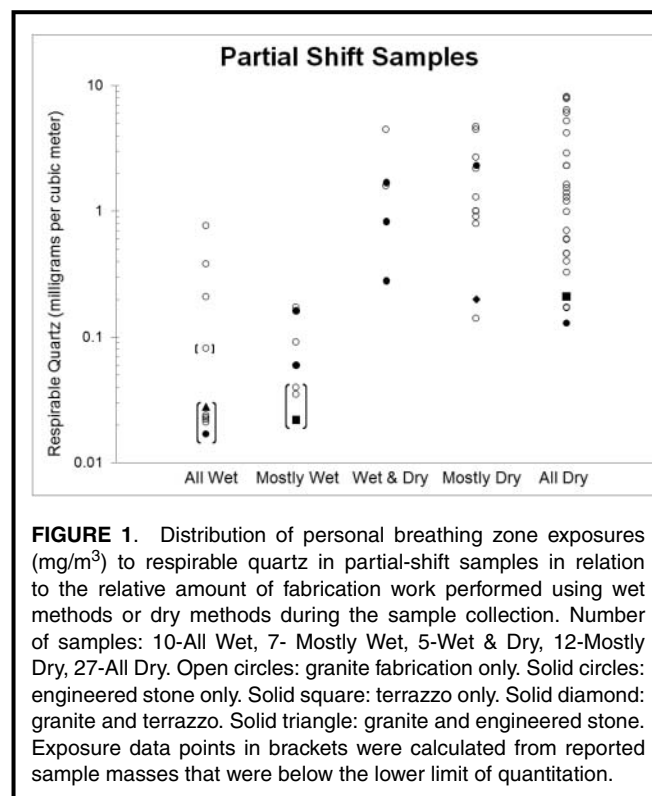 Partial Shift Samples
Respirable Quartz (milligrams per cubic meter)
10
1
0.1
0.01
All Wet Mostly Wet Wet & Dry Mostly Dry All Dry
FIGURE 1. Distribution of personal breathing zone exposures
(mg/m³) to respirable quartz in partial-shift samples in relation
to the relative amount of fabrication work performed using wet
methods or dry methods during the sample collection. Number
of samples: 10-All Wet, 7- Mostly Wet, 5-Wet & Dry, 12-Mostly
Dry, 27-All Dry. Open circles: granite fabrication only. Solid circles:
engineered stone only. Solid square: terrazzo only. Solid diamond:
granite and terrazzo. Solid triangle: granite and engineered stone.
Exposure data points in brackets were calculated from reported
sample masses that were below the lower limit of quantitation.